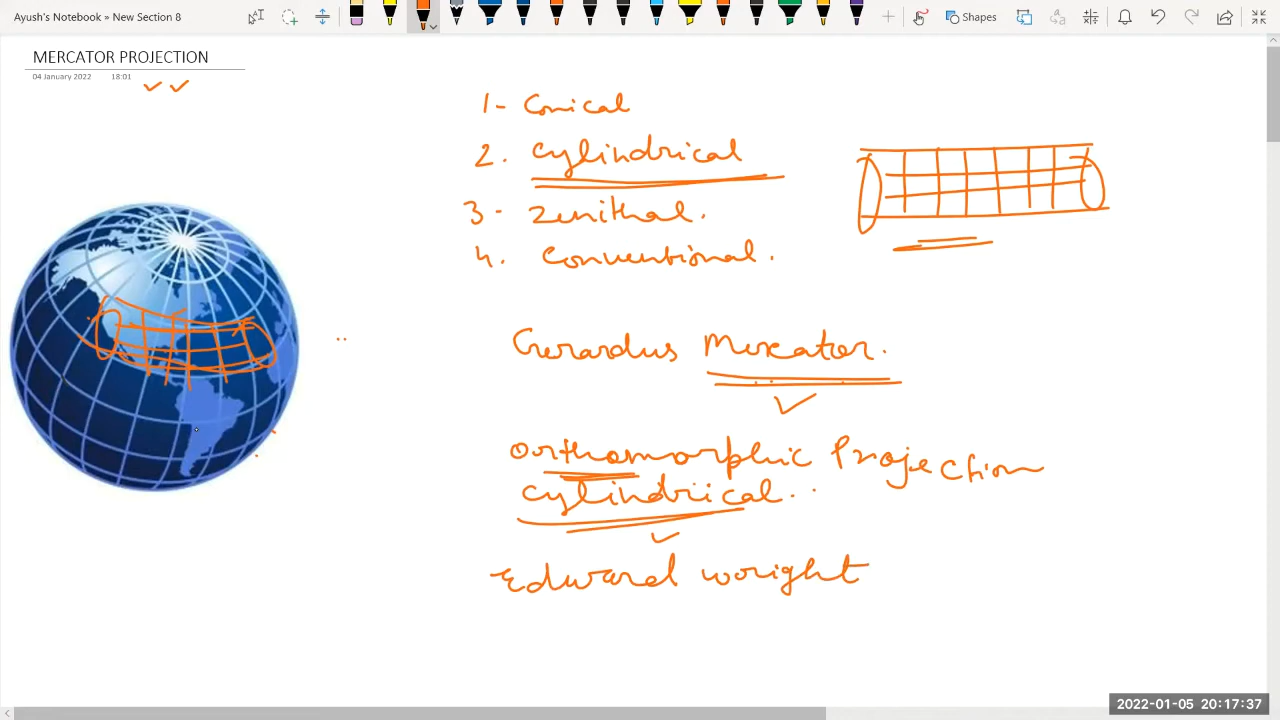 Ayush's Notebook » New Section 8
Shapes
MERCATOR PROJECTION
04 January 2022 18:01
1- Conical
2. cylindrical
3- Zenithal.
4. Conventional.
Gerardus Mercator.
Orthomorphic Projection
cylindrical..
Edward wright
2022-01-05 20:17:37